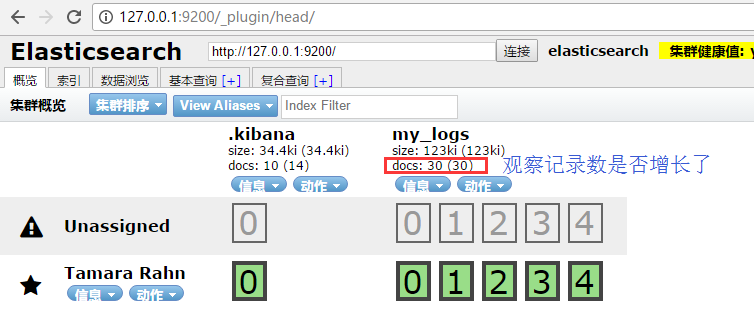 127.0.0.1:9200/_plugin/head/
Elasticsearch http://127.0.0.1:9200/ 连接 elasticsearch 集群健康值:
概览 索引 数据浏览 基本查询 [+] 复合查询 [+]
集群概览 集群排序 View Aliases Index Filter
.kibana my_logs
size: 34.4ki (34.4ki) size: 123ki (123ki)
docs: 10 (14) docs: 30 (30) 观察记录数是否增长了
信息 动作 信息 动作
Unassigned 0 0 1 2 3 4
Tamara Rahn 0 0 1 2 3 4
信息 动作